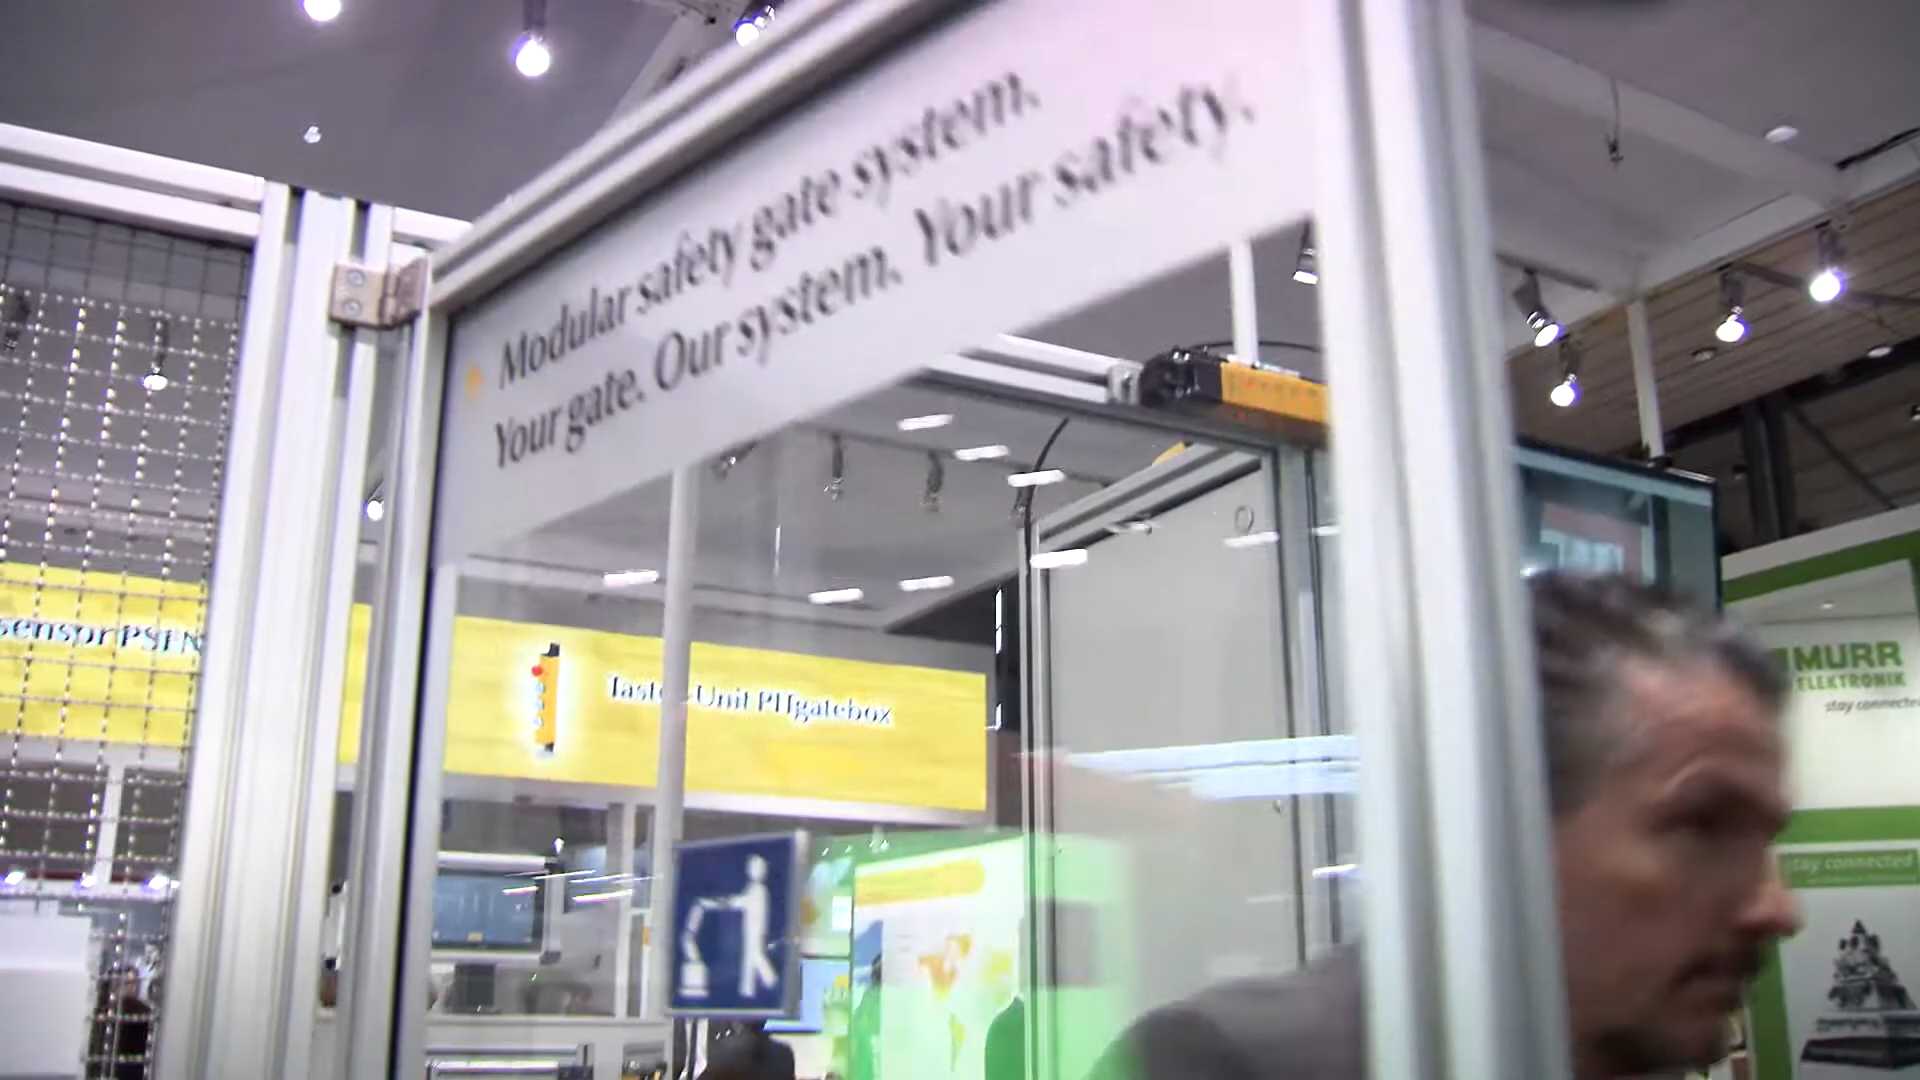 Modular safety gate system.
Your gate. Our system. Your safety.
sensor PSEN
Taster-Unit PITgatebox
MURR
ELEKTRONIK
stay connected
stay connected